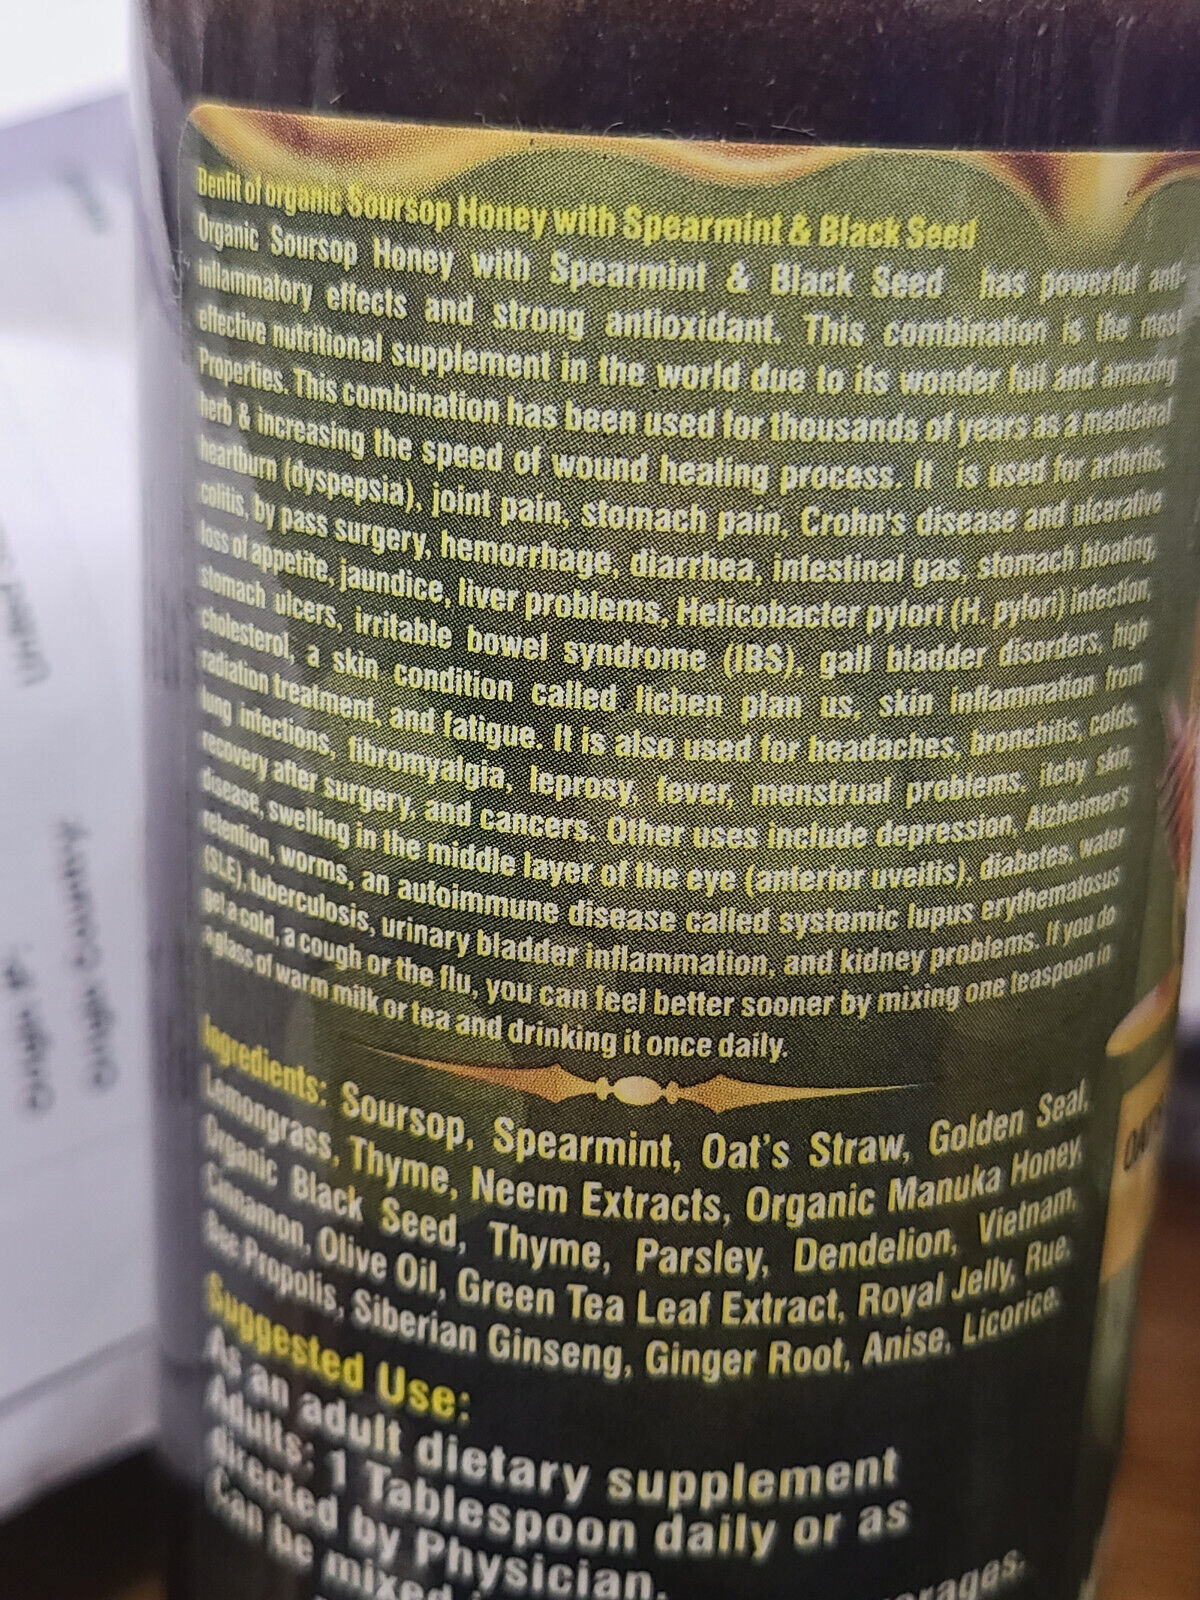 Benfit of organic Soursop Honey with Spearmint & Black Seed
Organic Soursop Honey with Spearmint & Black Seed has powerful anti-
inflammatory effects and strong antioxidant. This combination is the most
effective nutritional supplement in the world due to its wonder full and amazing
Properties. This combination has been used for thousands of years as a medicinal
herb & increasing the speed of wound healing process. It is used for arthritis.
heartburn (dyspepsia), joint pain, stomach pain, Crohn's disease and ulcerative
colitis, by pass surgery, hemorrhage, diarrhea, intestinal gas, stomach bloating,
loss of appetite, jaundice, liver problems, Helicobacter pylori (H. pylori) infection,
stomach ulcers, irritable bowel syndrome (IBS), gall bladder disorders, high
cholesterol, a skin condition called lichen plan us, skin inflammation from
radiation treatment, and fatigue. It is also used for headaches, bronchitis, colds,
lung infections, fibromyalgia, leprosy, fever, menstrual problems, itchy skin,
recovery after surgery, and cancers. Other uses include depression, Alzheimer's
disease, swelling in the middle layer of the eye (anterior uveitis), diabetes, water
retention, worms, an autoimmune disease called systemic lupus erythematosus
(SLE), tuberculosis, urinary bladder inflammation, and kidney problems. If you do
get a cold, a cough or the flu, you can feel better sooner by mixing one teaspoon in
a glass of warm milk or tea and drinking it once daily.
Ingredients: Soursop, Spearmint, Oat's Straw, Golden Seal,
Lemongrass, Thyme, Neem Extracts, Organic Manuka Honey,
Organic Black Seed, Thyme, Parsley, Dendelion, Vietnam,
Cinnamon, Olive Oil, Green Tea Leaf Extract, Royal Jelly, Rue,
Bee Propolis, Siberian Ginseng, Ginger Root, Anise, Licorice.
Suggested Use:
As an adult dietary supplement
Adults: 1 Tablespoon daily or as
directed by Physician.
Can be mixed